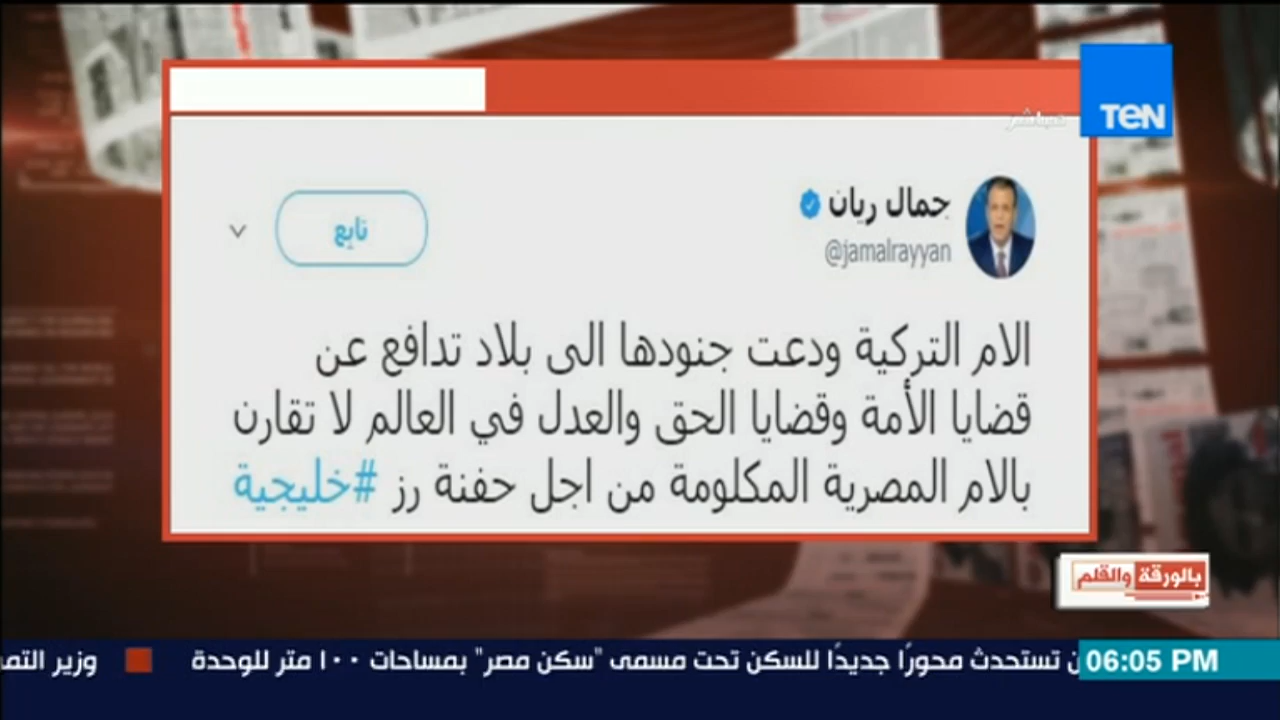 TEN
مباشر
جمال ريان
@jamalrayyan
تابع
الام التركية ودعت جنودها الى بلاد تدافع عن
قضايا الأمة وقضايا الحق والعدل في العالم لا تقارن
بالام المصرية المكلومة من اجل حفنة رز #خليجية
بالورقة والقلم
06:05 PM
ن تستحدث محورًا جديدًا للسكن تحت مسمى "سكن مصر" بمساحات ١٠٠ متر للوحدة
وزير التم